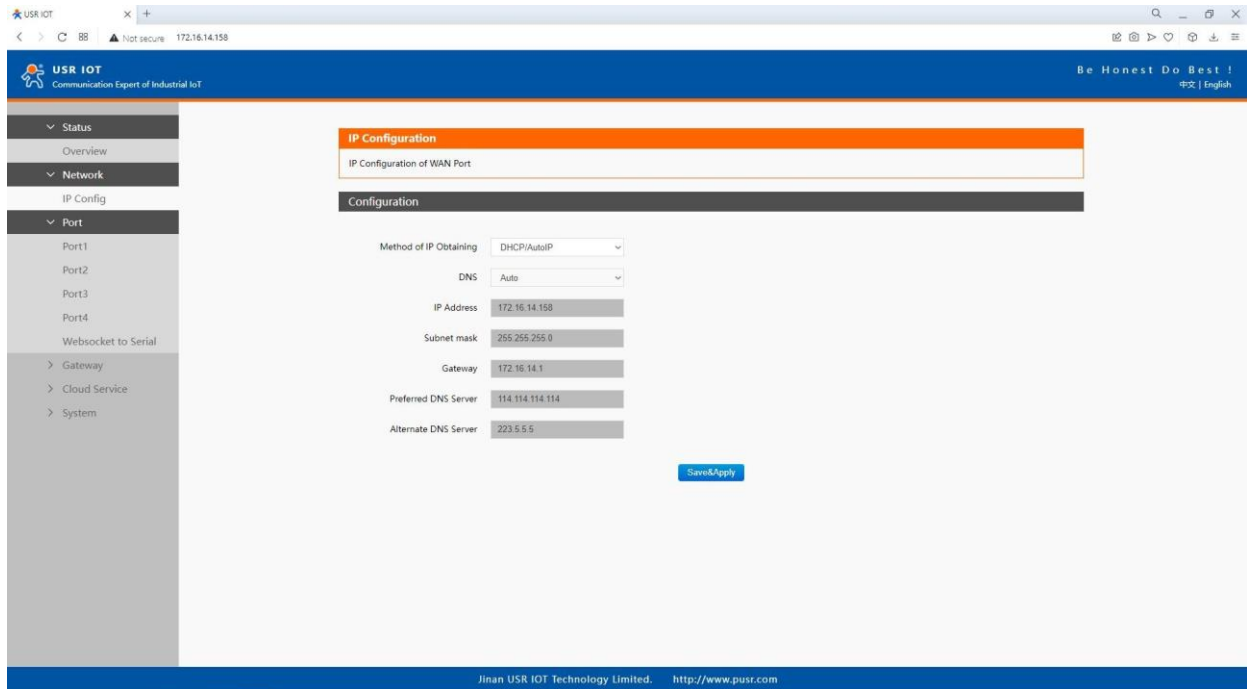 USR IOT
Not secure 172.16.14.158
USR IOT
Communication Expert of Industrial IoT
Be Honest Do Best !
中文 | English
Status
Overview
Network
IP Config
Port
Port1
Port2
Port3
Port4
Websocket to Serial
Gateway
Cloud Service
System
IP Configuration
IP Configuration of WAN Port
Configuration
Method of IP Obtaining DHCP/AutoIP
DNS Auto
IP Address 172.16.14.158
Subnet mask 255.255.255.0
Gateway 172.16.14.1
Preferred DNS Server 114.114.114.114
Alternate DNS Server 223.5.5.5
Save&Apply
Jinan USR IOT Technology Limited. http://www.pusr.com